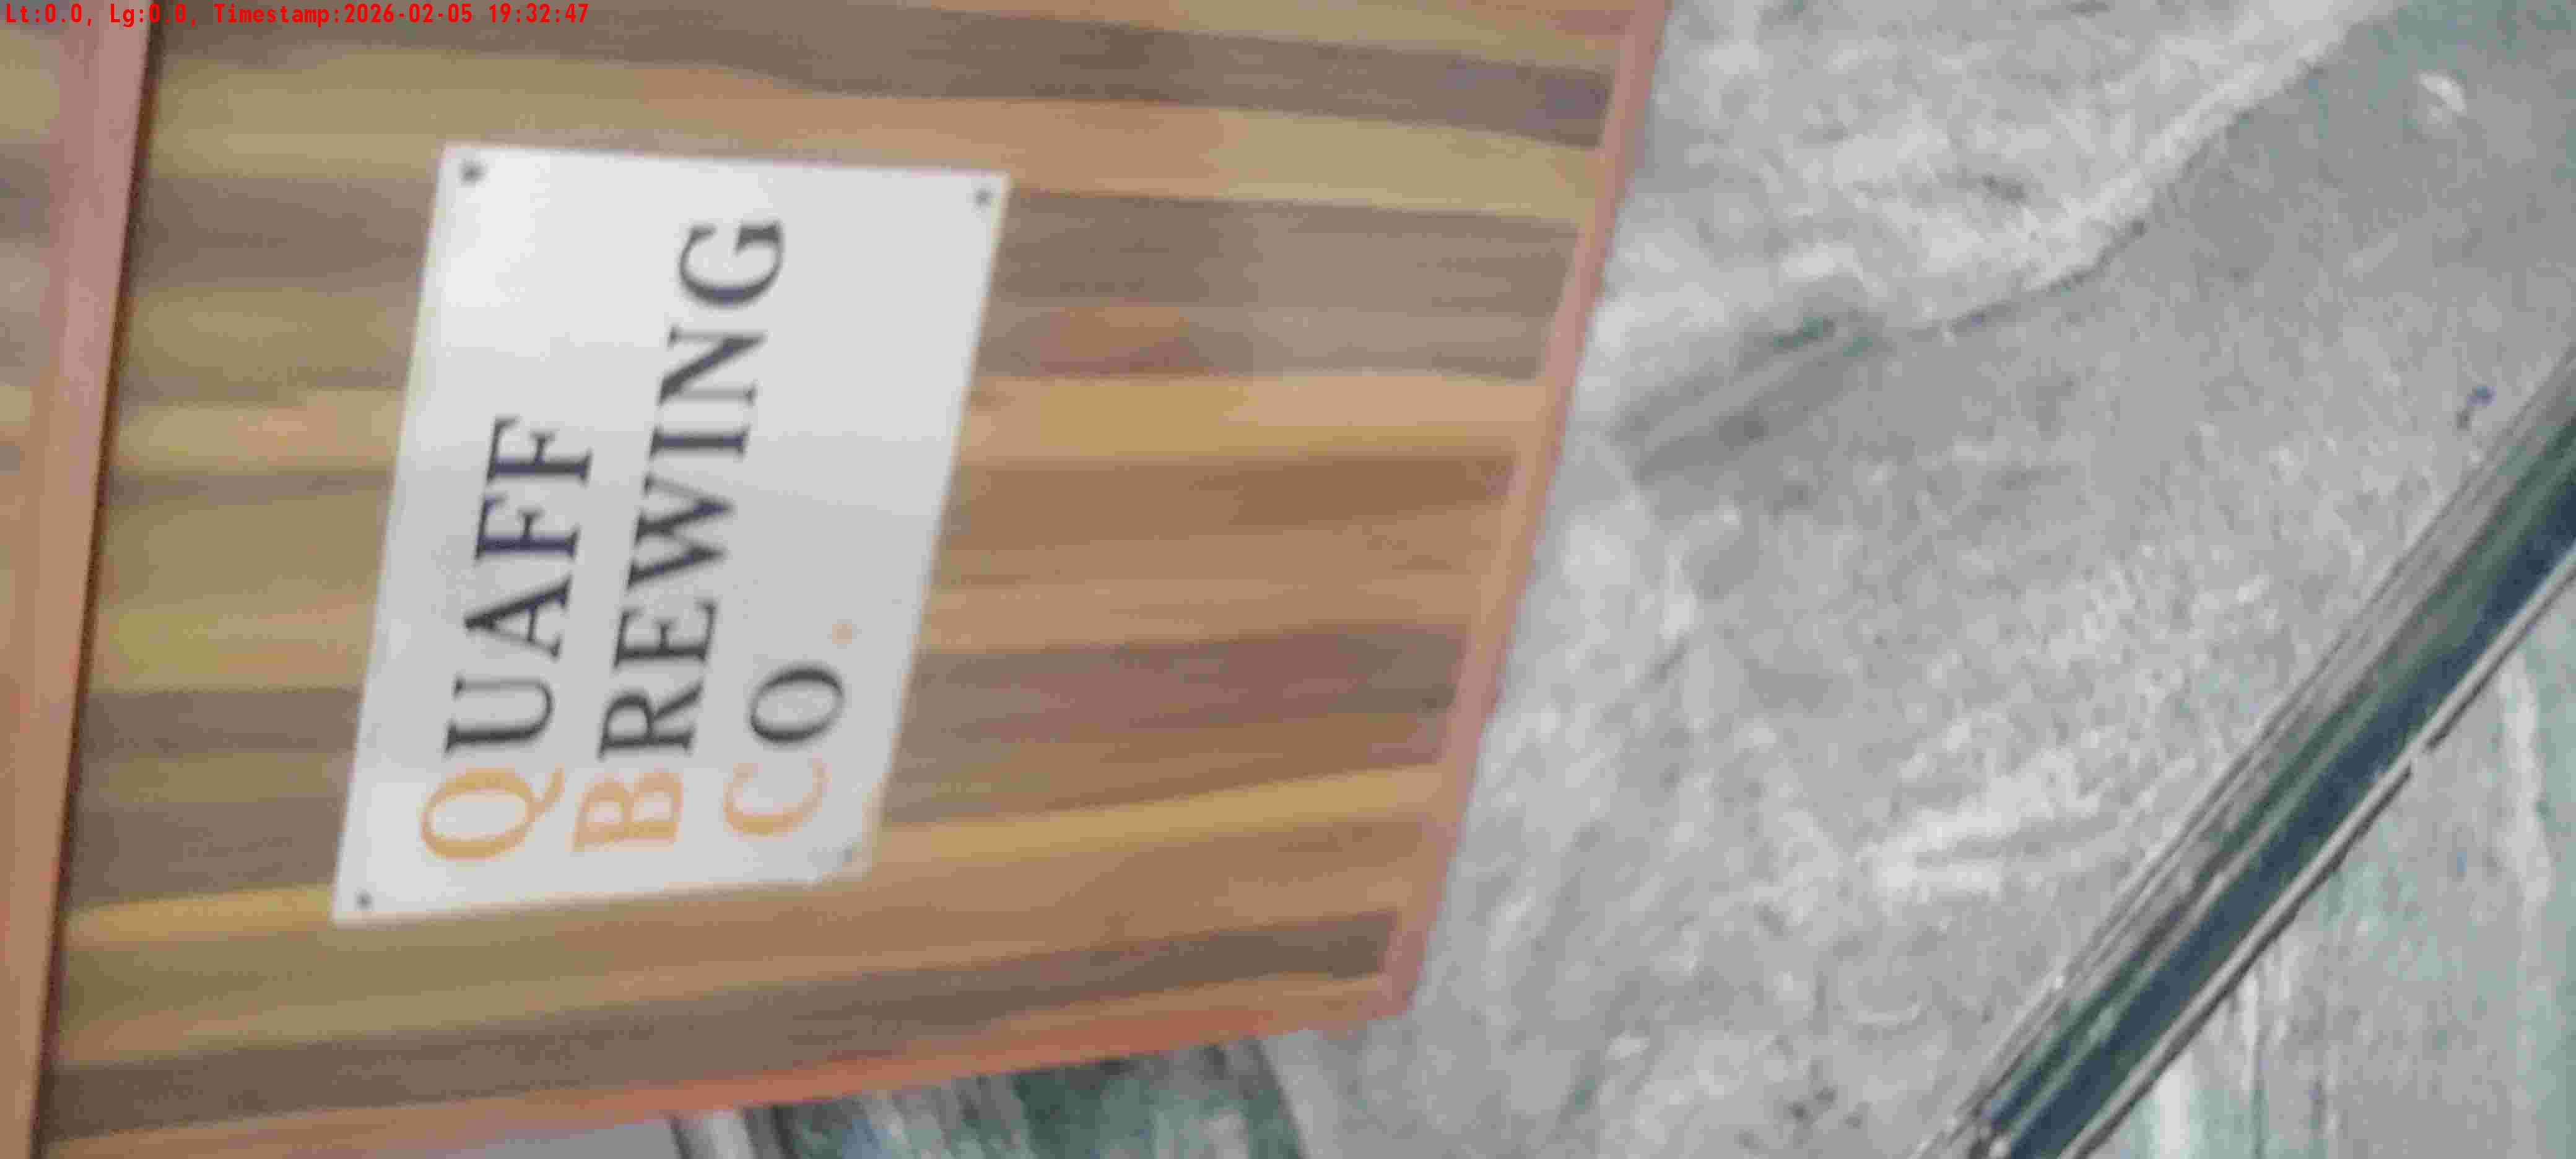 Lt:0.0, Lg:0.0, Timestamp:2026-02-05 19:32:47
QUAFF
BREWING
CO.